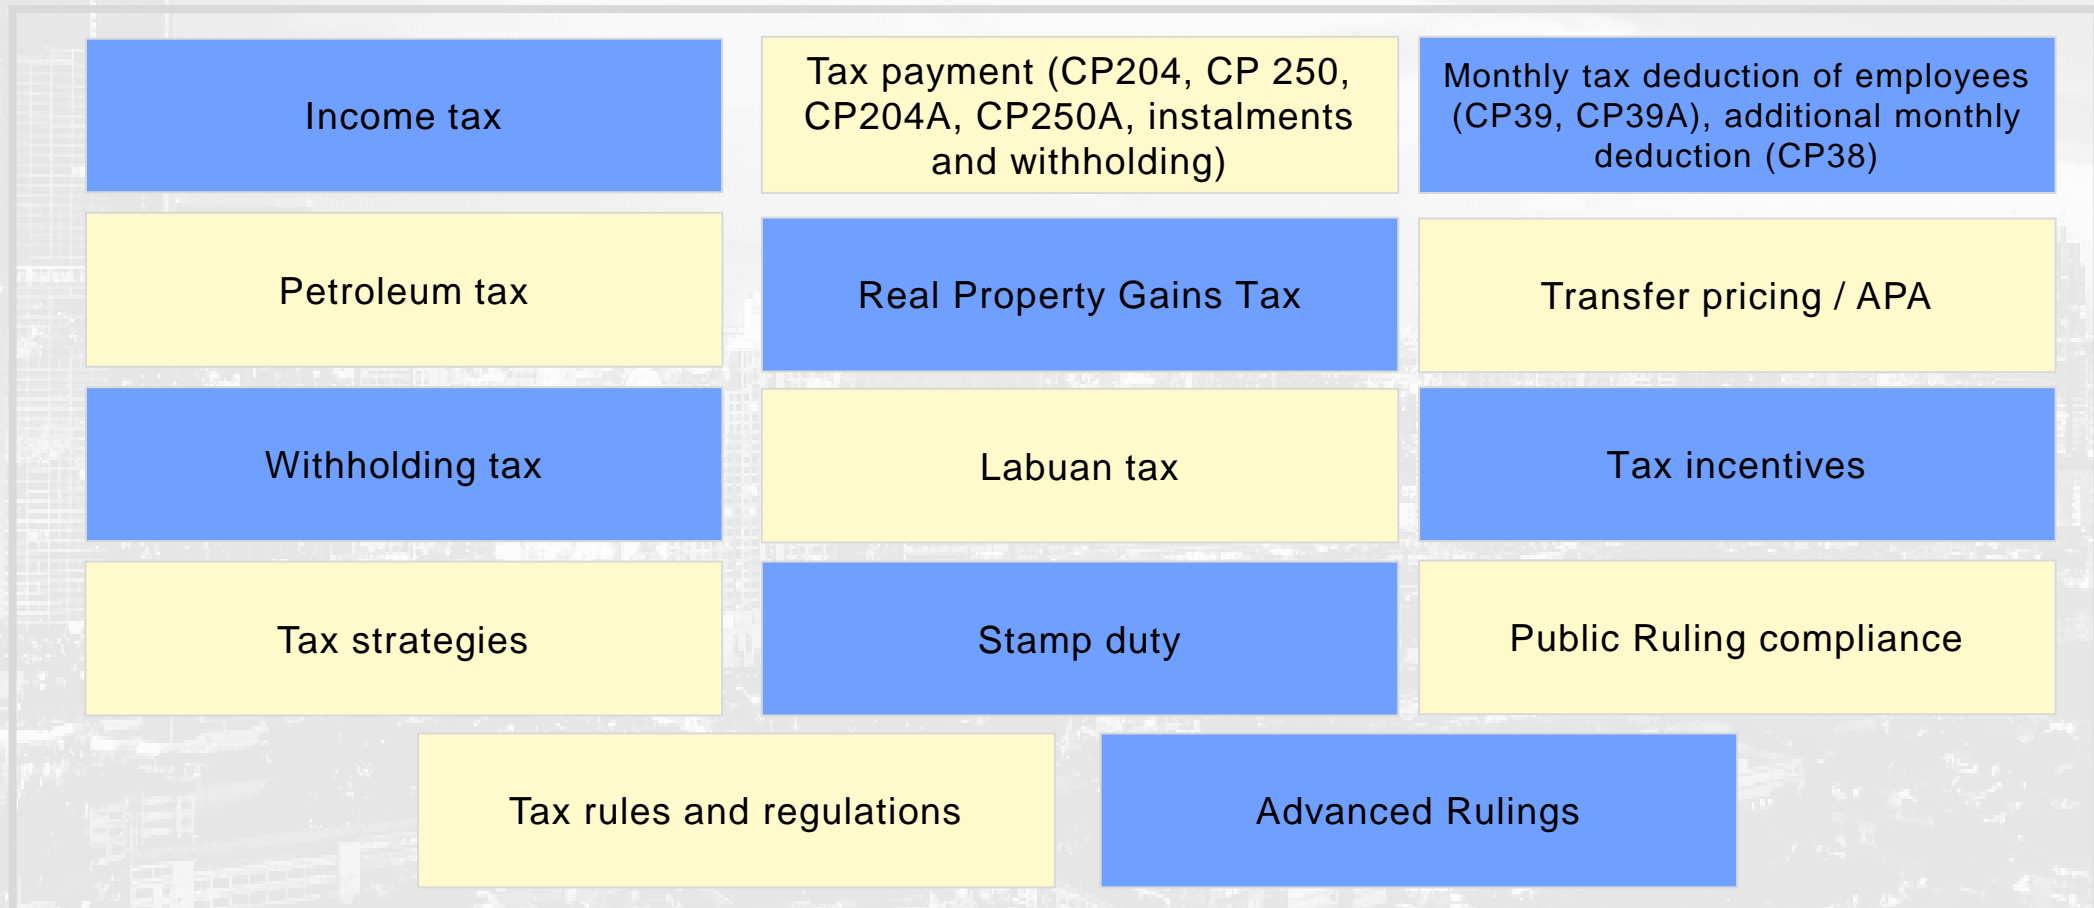 Income tax
Tax payment (CP204, CP 250,
CP204A, CP250A, instalments
and withholding)
Monthly tax deduction of employees
(CP39, CP39A), additional monthly
deduction (CP38)
Petroleum tax
Real Property Gains Tax
Transfer pricing / APA
Withholding tax
Labuan tax
Tax incentives
Tax strategies
Stamp duty
Public Ruling compliance
Tax rules and regulations
Advanced Rulings